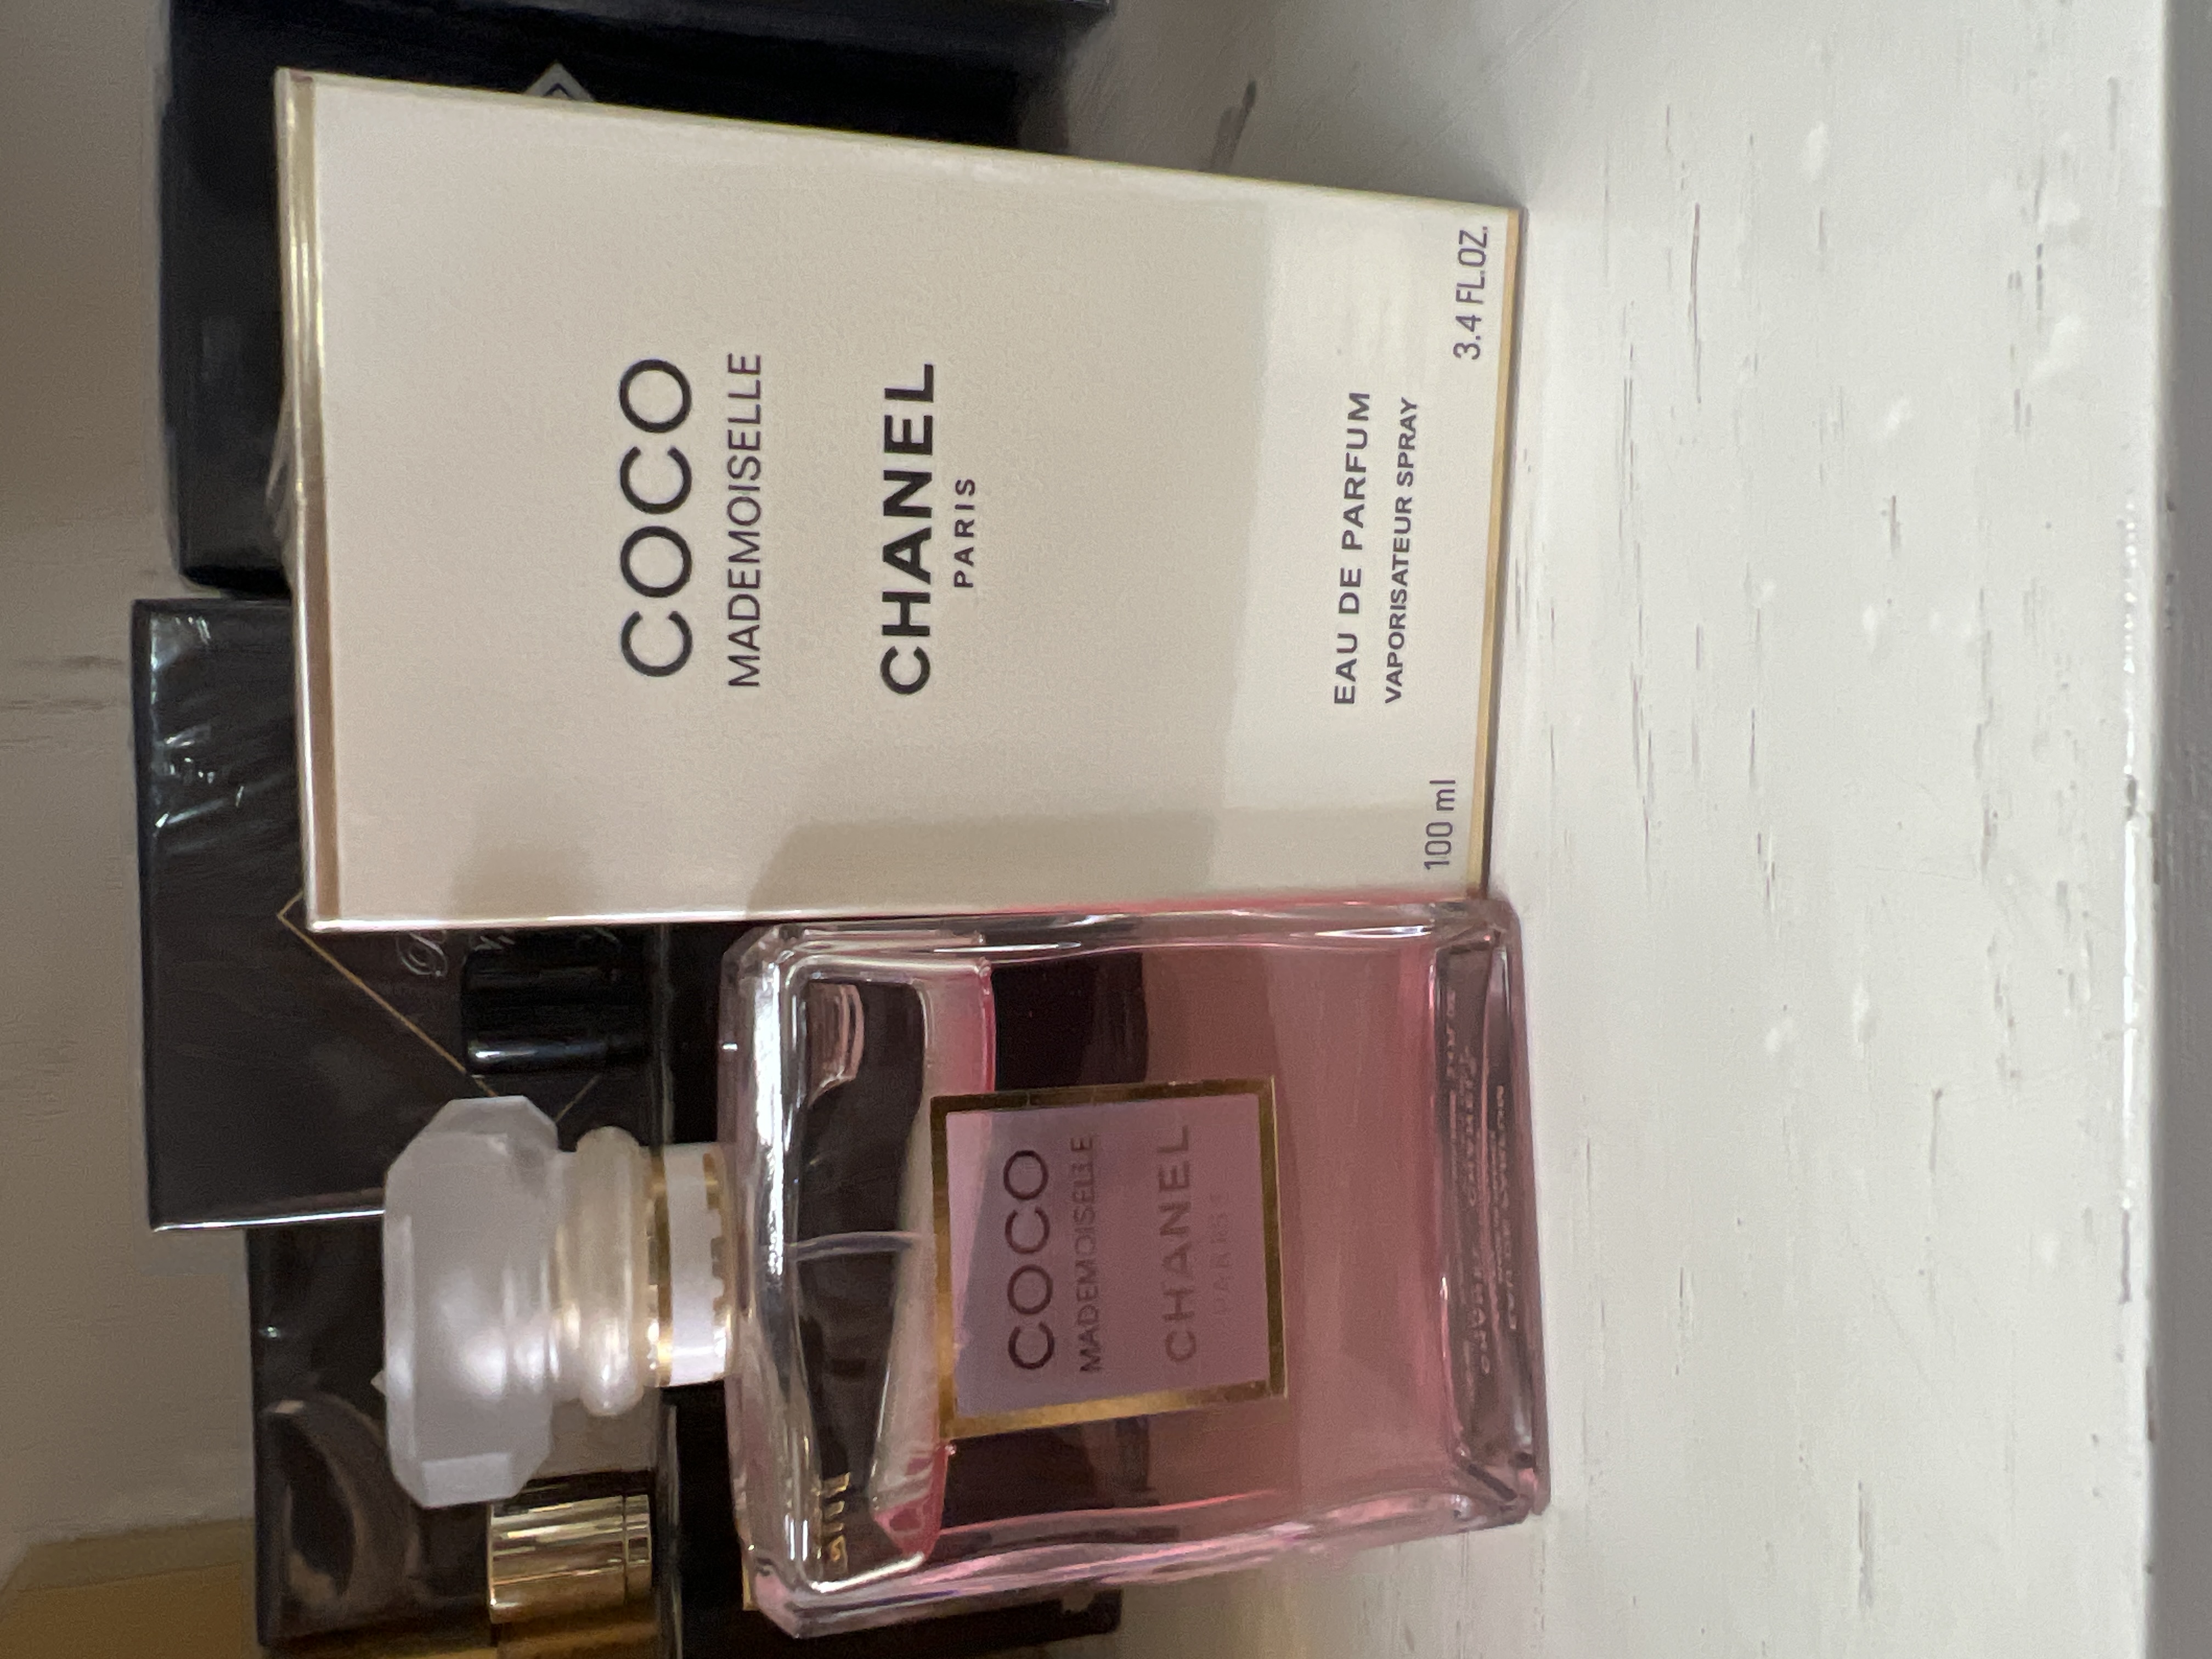 COCO
MADEMOISELLE
CHANEL
PARIS
EAU DE PARFUM
VAPORISATEUR SPRAY
100 ml
3.4 FL.OZ.
COCO
MADEMOISELLE
CHANEL
PARIS